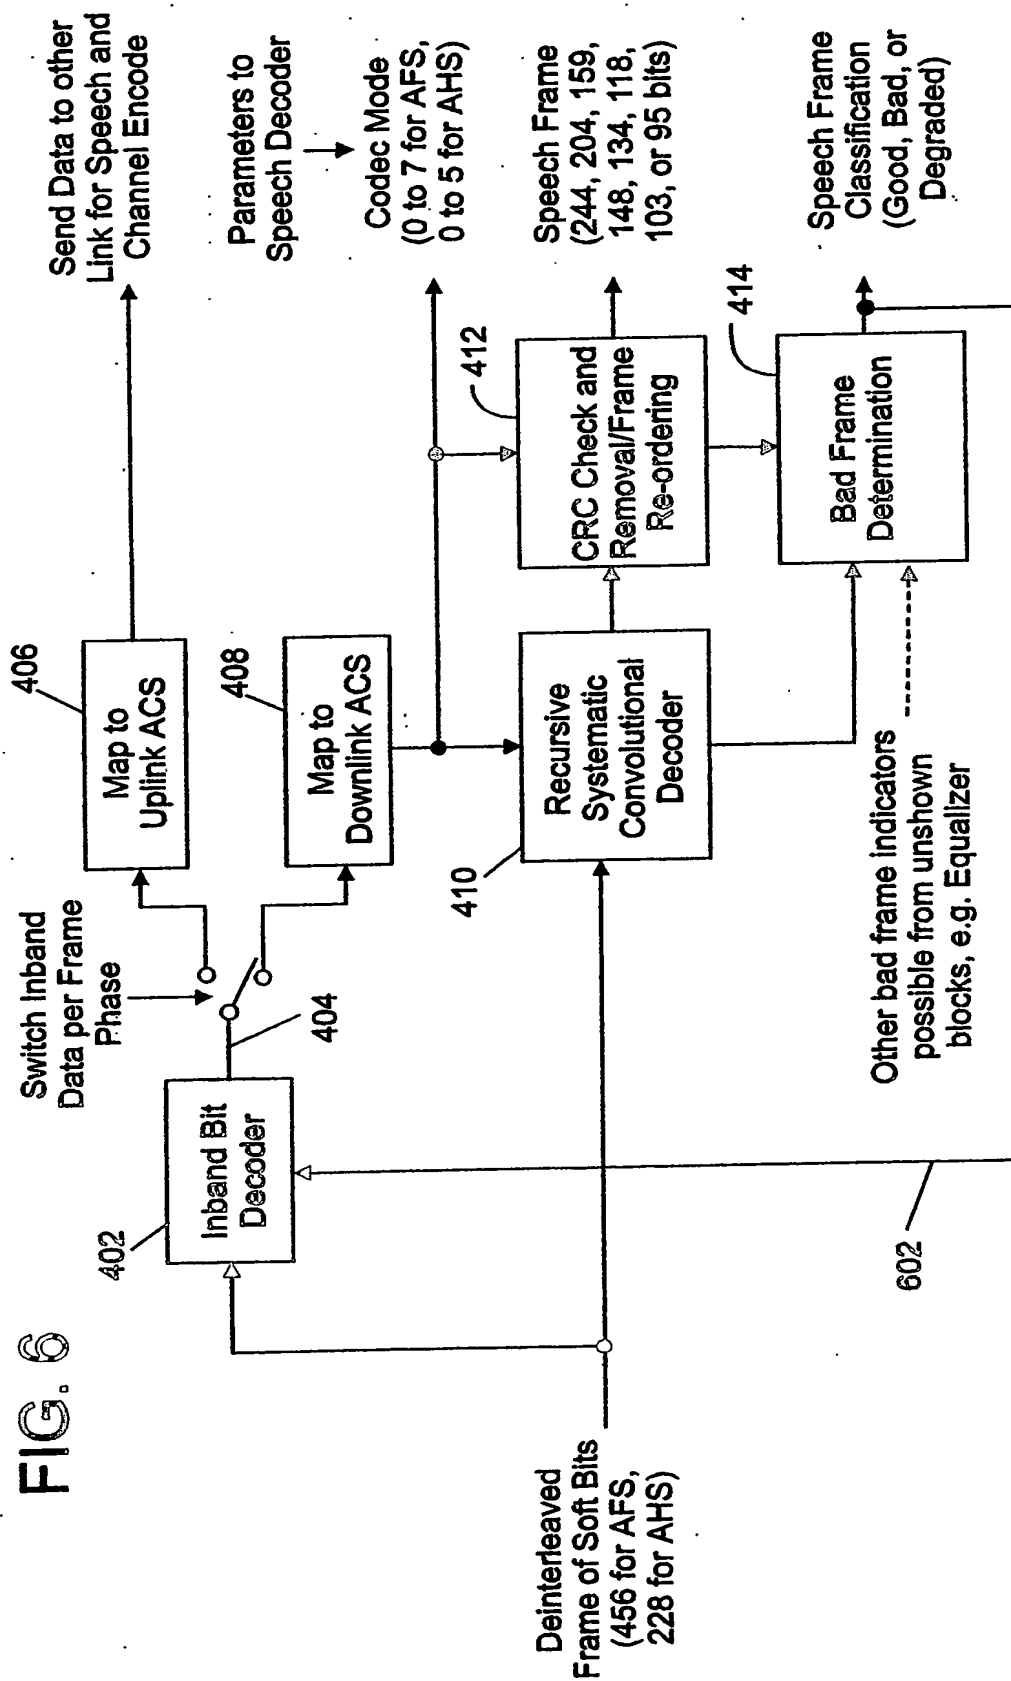 FIG. 6
Deinterleaved
Frame of Soft Bits
(456 for AFS,
228 for AHS)
402
Inband Bit
Decoder
404
Switch Inband
Data per Frame
Phase
406
Map to
Uplink ACS
408
Map to
Downlink ACS
410
Recursive
Systematic
Convolutional
Decoder
412
CRC Check and
Removal/Frame
Re-ordering
414
Bad Frame
Determination
Other bad frame indicators
possible from unshown
blocks, e.g. Equalizer
602
Send Data to other
Link for Speech and
Channel Encode
Parameters to
Speech Decoder
Codec Mode
(0 to 7 for AFS,
0 to 5 for AHS)
Speech Frame
(244, 204, 159,
148, 134, 118,
103, or 95 bits)
Speech Frame
Classification
(Good, Bad, or
Degraded)